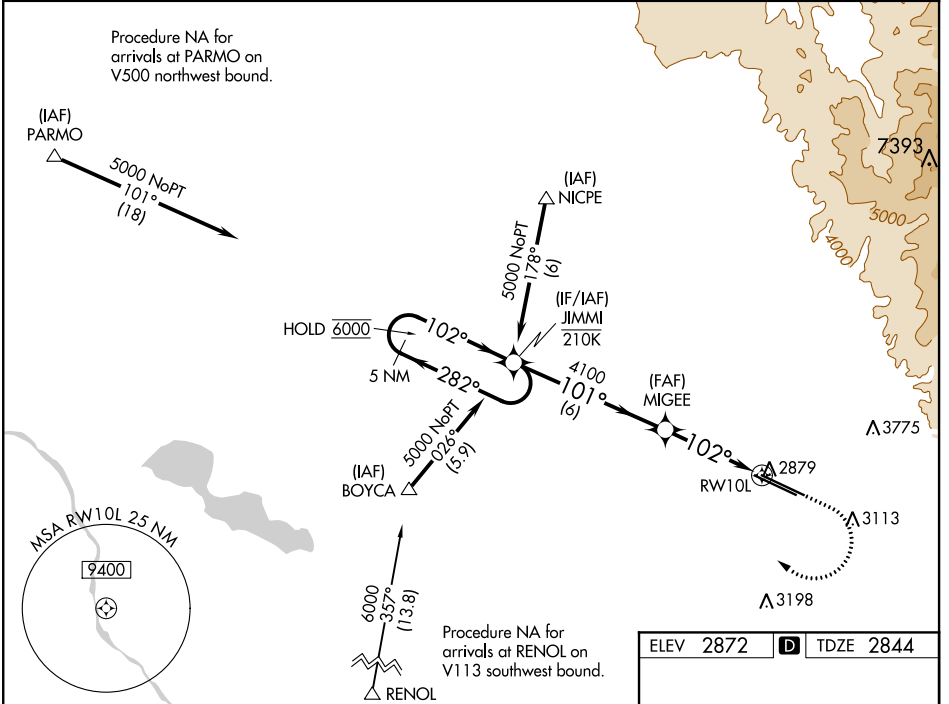 Procedure NA for
arrivals at PARMO on
V500 northwest bound.
(IAF)
PARMO
5000 NoPT
101°
(18)
7393
5000
4000
(IAF)
NICPE
5000 NoPT
178°
(6)
(IF/IAF)
JIMMI
210K
HOLD 6000
102°
5 NM
282°
4100
101°
(6)
(FAF)
MIGEE
3775
102°
2879
RW10L
5000 NoPT
026°
(5.9)
(IAF)
BOYCA
3113
MSA RW10L 25 NM
9400
6000
357°
(13.8)
3198
Procedure NA for
arrivals at RENOL on
V113 southwest bound.
RENOL
ELEV 2872 D TDZE 2844